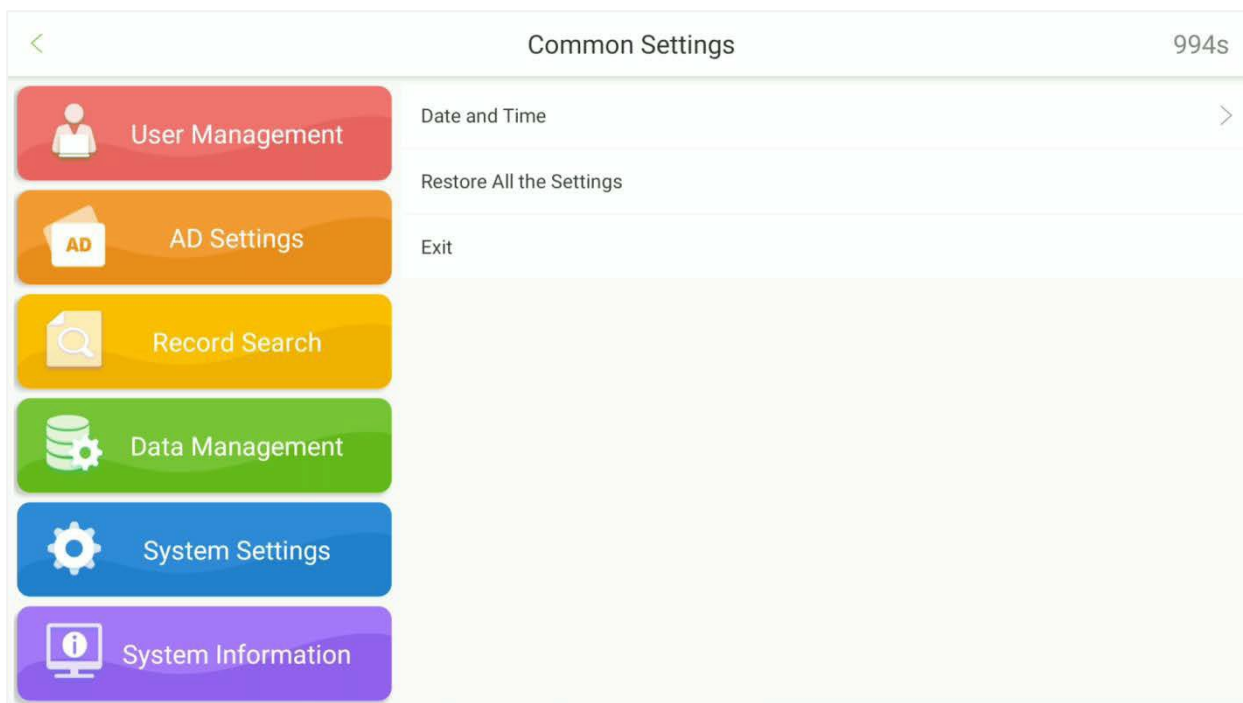 Common Settings
994s
User Management
AD
AD Settings
Record Search
Data Management
System Settings
System Information
Date and Time
Restore All the Settings
Exit